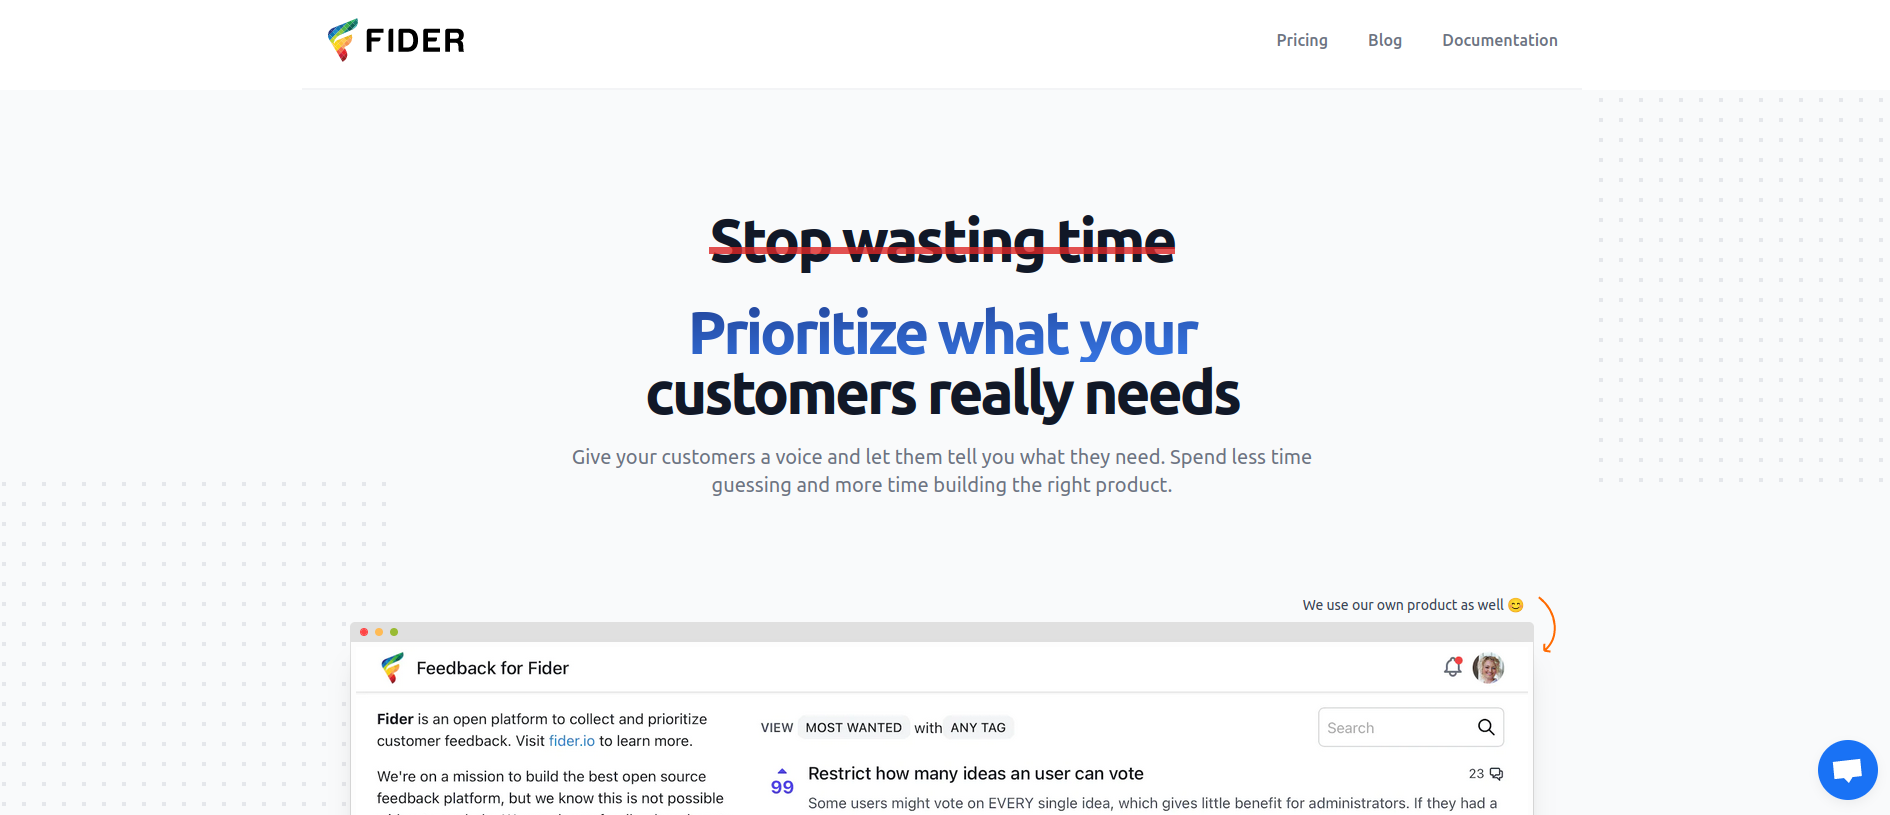 FIDER
Pricing Blog Documentation
Stop wasting time
Prioritize what your
customers really needs
Give your customers a voice and let them tell you what they need. Spend less time
guessing and more time building the right product.
We use our own product as well 😊
Feedback for Fider
Fider is an open platform to collect and prioritize
customer feedback. Visit fider.io to learn more.
We're on a mission to build the best open source
feedback platform, but we know this is not possible
VIEW MOST WANTED with ANY TAG
Search
99
Restrict how many ideas an user can vote
23
Some users might vote on EVERY single idea, which gives little benefit for administrators. If they had a